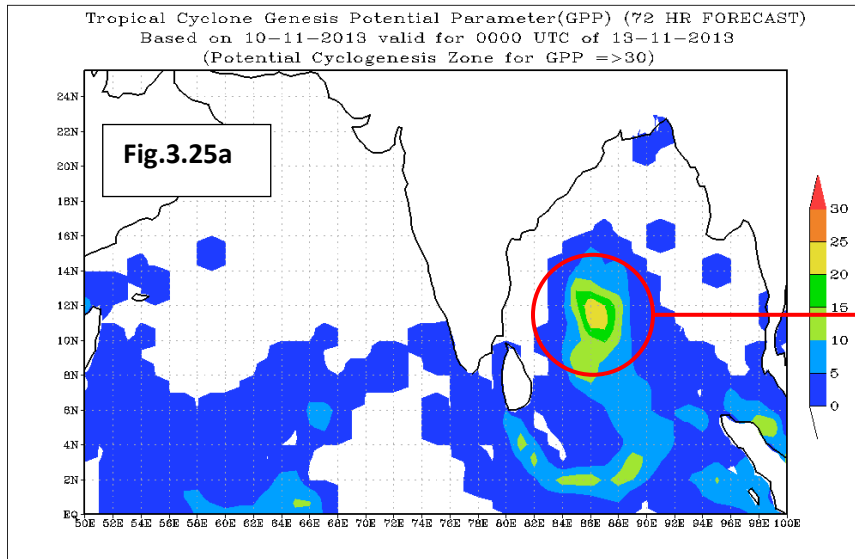 Tropical Cyclone Genesis Potential Parameter(GPP) (72 HR FORECAST)
Based on 10-11-2013 valid for 0000 UTC of 13-11-2013
(Potential Cyclogenesis Zone for GPP =>30)
Fig.3.25a
24N
22N
20N
18N
16N
14N
12N
10N
8N
6N
4N
2N
EQ
50E 52E 54E 56E 58E 60E 62E 64E 66E 68E 70E 72E 74E 76E 78E 80E 82E 84E 86E 88E 90E 92E 94E 96E 98E 100E
30
25
20
15
10
5
0